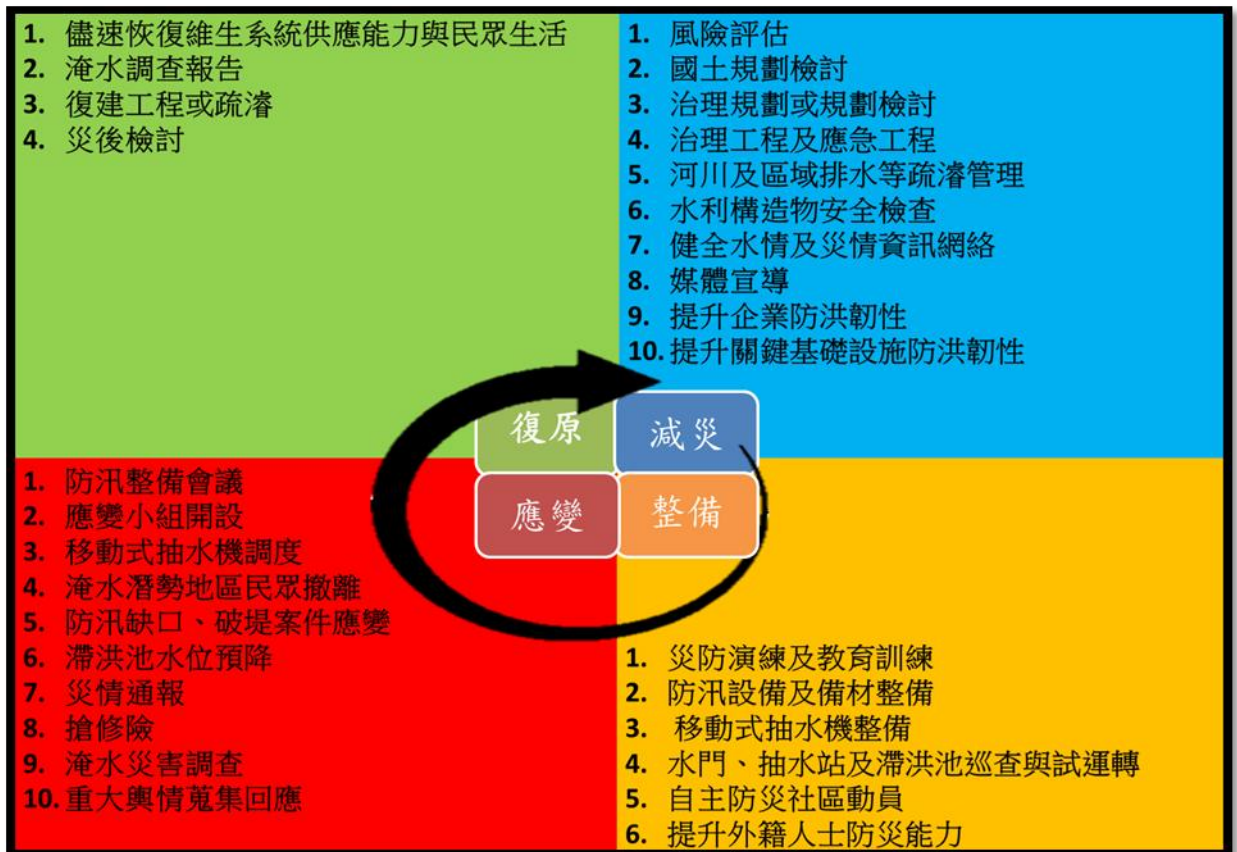 1. 儘速恢復維生系統供應能力與民眾生活
2. 淹水調查報告
3. 復建工程或疏濬
4. 災後檢討
1. 風險評估
2. 國土規劃檢討
3. 治理規劃或規劃檢討
4. 治理工程及應急工程
5. 河川及區域排水等疏濬管理
6. 水利構造物安全檢查
7. 健全水情及災情資訊網絡
8. 媒體宣導
9. 提升企業防洪韌性
10. 提升關鍵基礎設施防洪韌性
復原
減災
應變
整備
1. 防汛整備會議
2. 應變小組開設
3. 移動式抽水機調度
4. 淹水潛勢地區民眾撤離
5. 防汛缺口、破堤案件應變
6. 滯洪池水位預降
7. 災情通報
8. 搶修險
9. 淹水災害調查
10. 重大輿情蒐集回應
1. 災防演練及教育訓練
2. 防汛設備及備材整備
3. 移動式抽水機整備
4. 水門、抽水站及滯洪池巡查與試運轉
5. 自主防災社區動員
6. 提升外籍人士防災能力